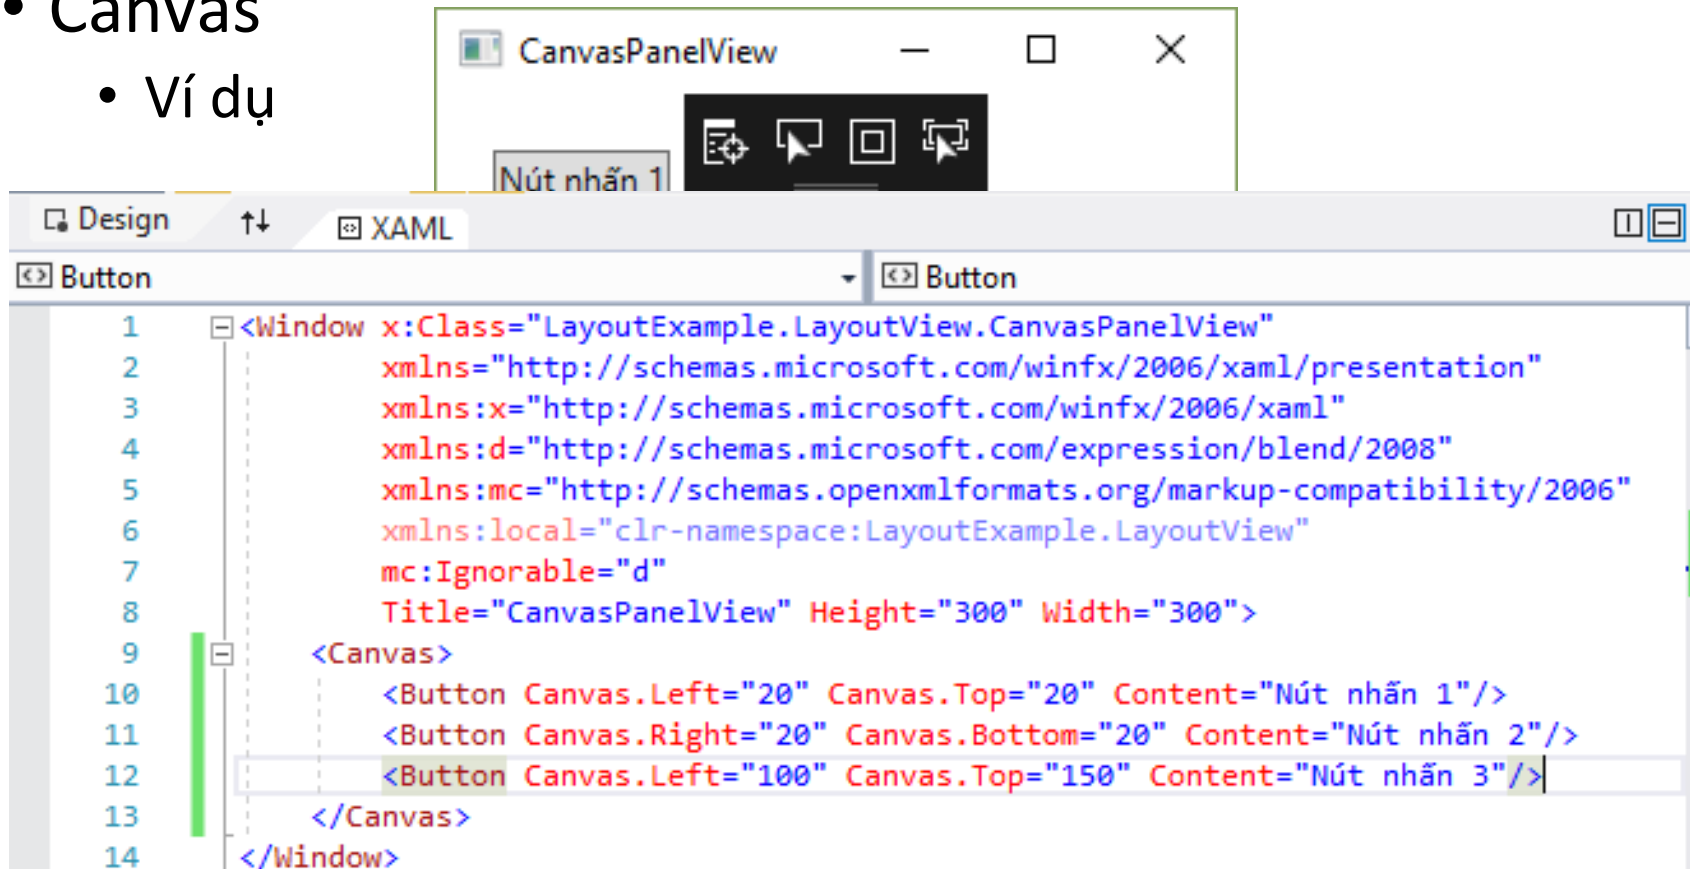 • Canvas
• Ví dụ
CanvasPanelView
Nút nhấn 1
Design
XAML
Button
Button
1 <Window x:Class="LayoutExample.LayoutView.CanvasPanelView"
2 xmlns="http://schemas.microsoft.com/winfx/2006/xaml/presentation"
3 xmlns:x="http://schemas.microsoft.com/winfx/2006/xaml"
4 xmlns:d="http://schemas.microsoft.com/expression/blend/2008"
5 xmlns:mc="http://schemas.openxmlformats.org/markup-compatibility/2006"
6 xmlns:local="clr-namespace:LayoutExample.LayoutView"
7 mc:Ignorable="d"
8 Title="CanvasPanelView" Height="300" Width="300">
9 <Canvas>
10 <Button Canvas.Left="20" Canvas.Top="20" Content="Nút nhấn 1"/>
11 <Button Canvas.Right="20" Canvas.Bottom="20" Content="Nút nhấn 2"/>
12 <Button Canvas.Left="100" Canvas.Top="150" Content="Nút nhấn 3"/>
13 </Canvas>
14 </Window>